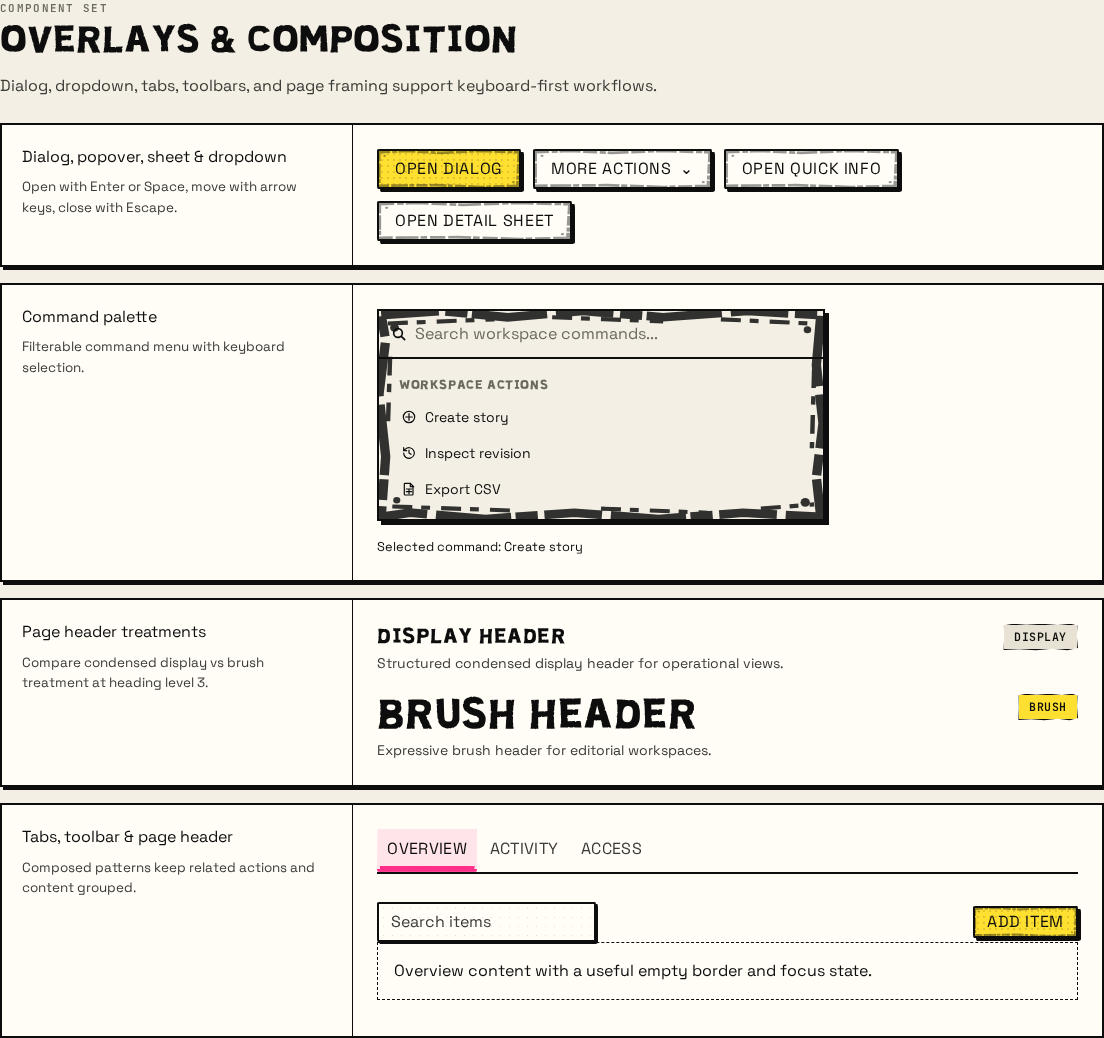 COMPONENT SET
OVERLAYS & COMPOSITION
Dialog, dropdown, tabs, toolbars, and page framing support keyboard-first workflows.
Dialog, popover, sheet & dropdown
Open with Enter or Space, move with arrow
keys, close with Escape.
OPEN DIALOG
MORE ACTIONS
OPEN QUICK INFO
OPEN DETAIL SHEET
Command palette
Filterable command menu with keyboard
selection.
Search workspace commands...
WORKSPACE ACTIONS
Create story
Inspect revision
Export CSV
Selected command: Create story
Page header treatments
Compare condensed display vs brush
treatment at heading level 3.
DISPLAY HEADER
DISPLAY
Structured condensed display header for operational views.
BRUSH HEADER
BRUSH
Expressive brush header for editorial workspaces.
Tabs, toolbar & page header
Composed patterns keep related actions and
content grouped.
OVERVIEW ACTIVITY ACCESS
Search items
ADD ITEM
Overview content with a useful empty border and focus state.